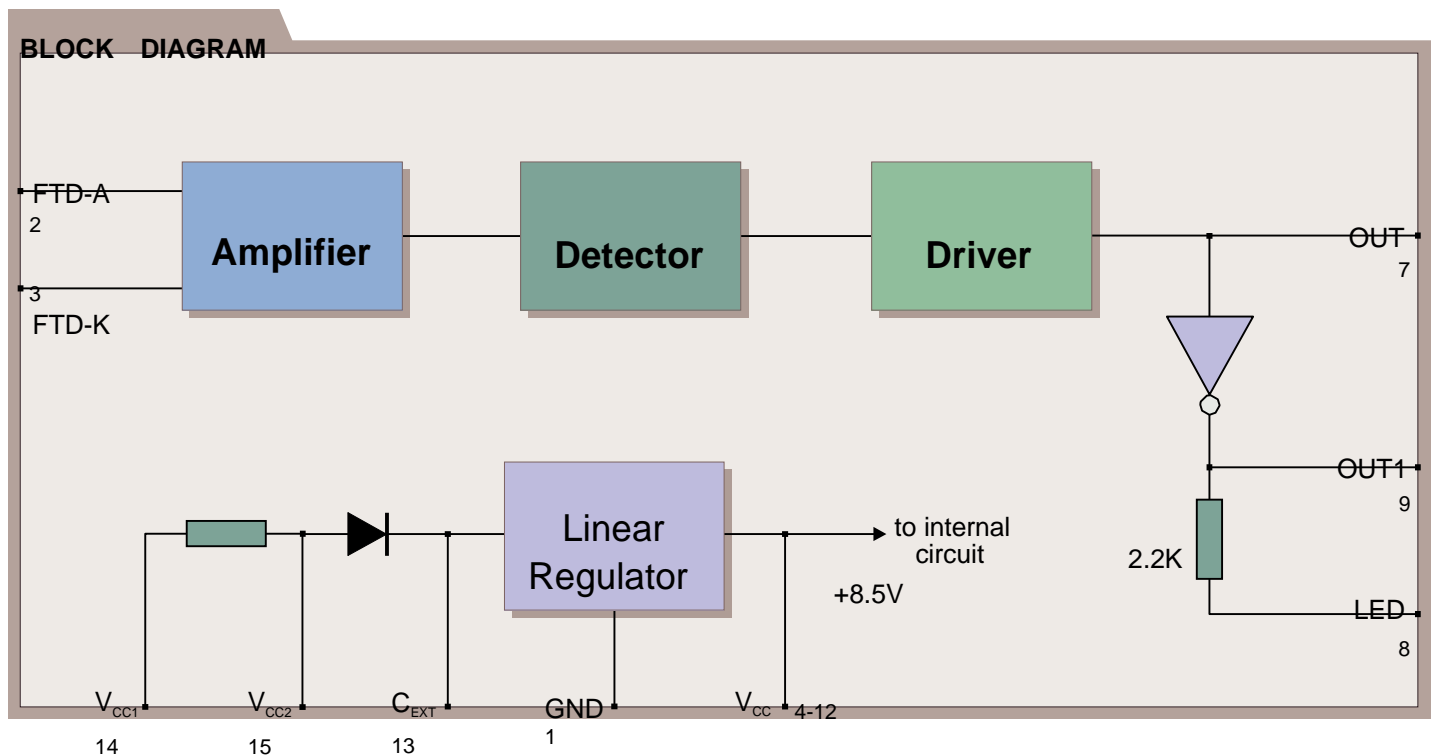 BLOCK DIAGRAM
FTD-A
2
3
FTD-K
Amplifier
Detector
Driver
OUT
7
OUT1
9
2.2K
LED
8
Linear
Regulator
to internal
circuit
+8.5V
VCC1
14
VCC2
15
CEXT
13
GND
1
VCC 4-12